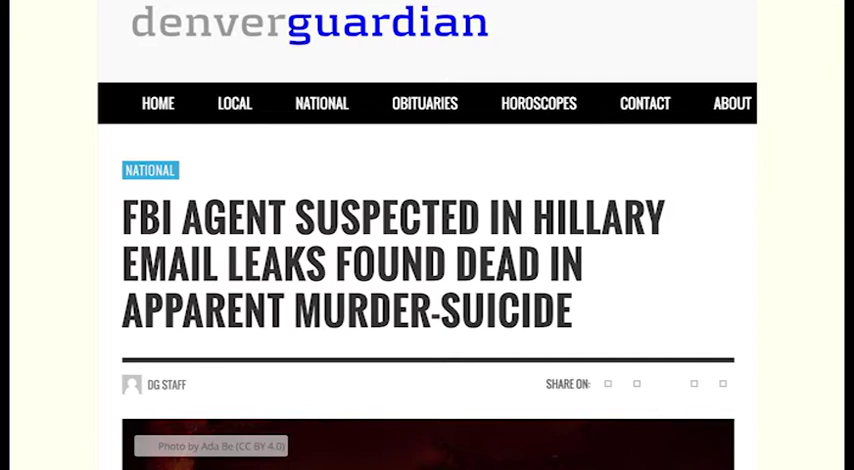 denverguardian
HOME LOCAL NATIONAL OBITUARIES HOROSCOPES CONTACT ABOUT
NATIONAL
FBI AGENT SUSPECTED IN HILLARY
EMAIL LEAKS FOUND DEAD IN
APPARENT MURDER-SUICIDE
DG STAFF SHARE ON:
Photo by Ada Be (CC BY 4.0)